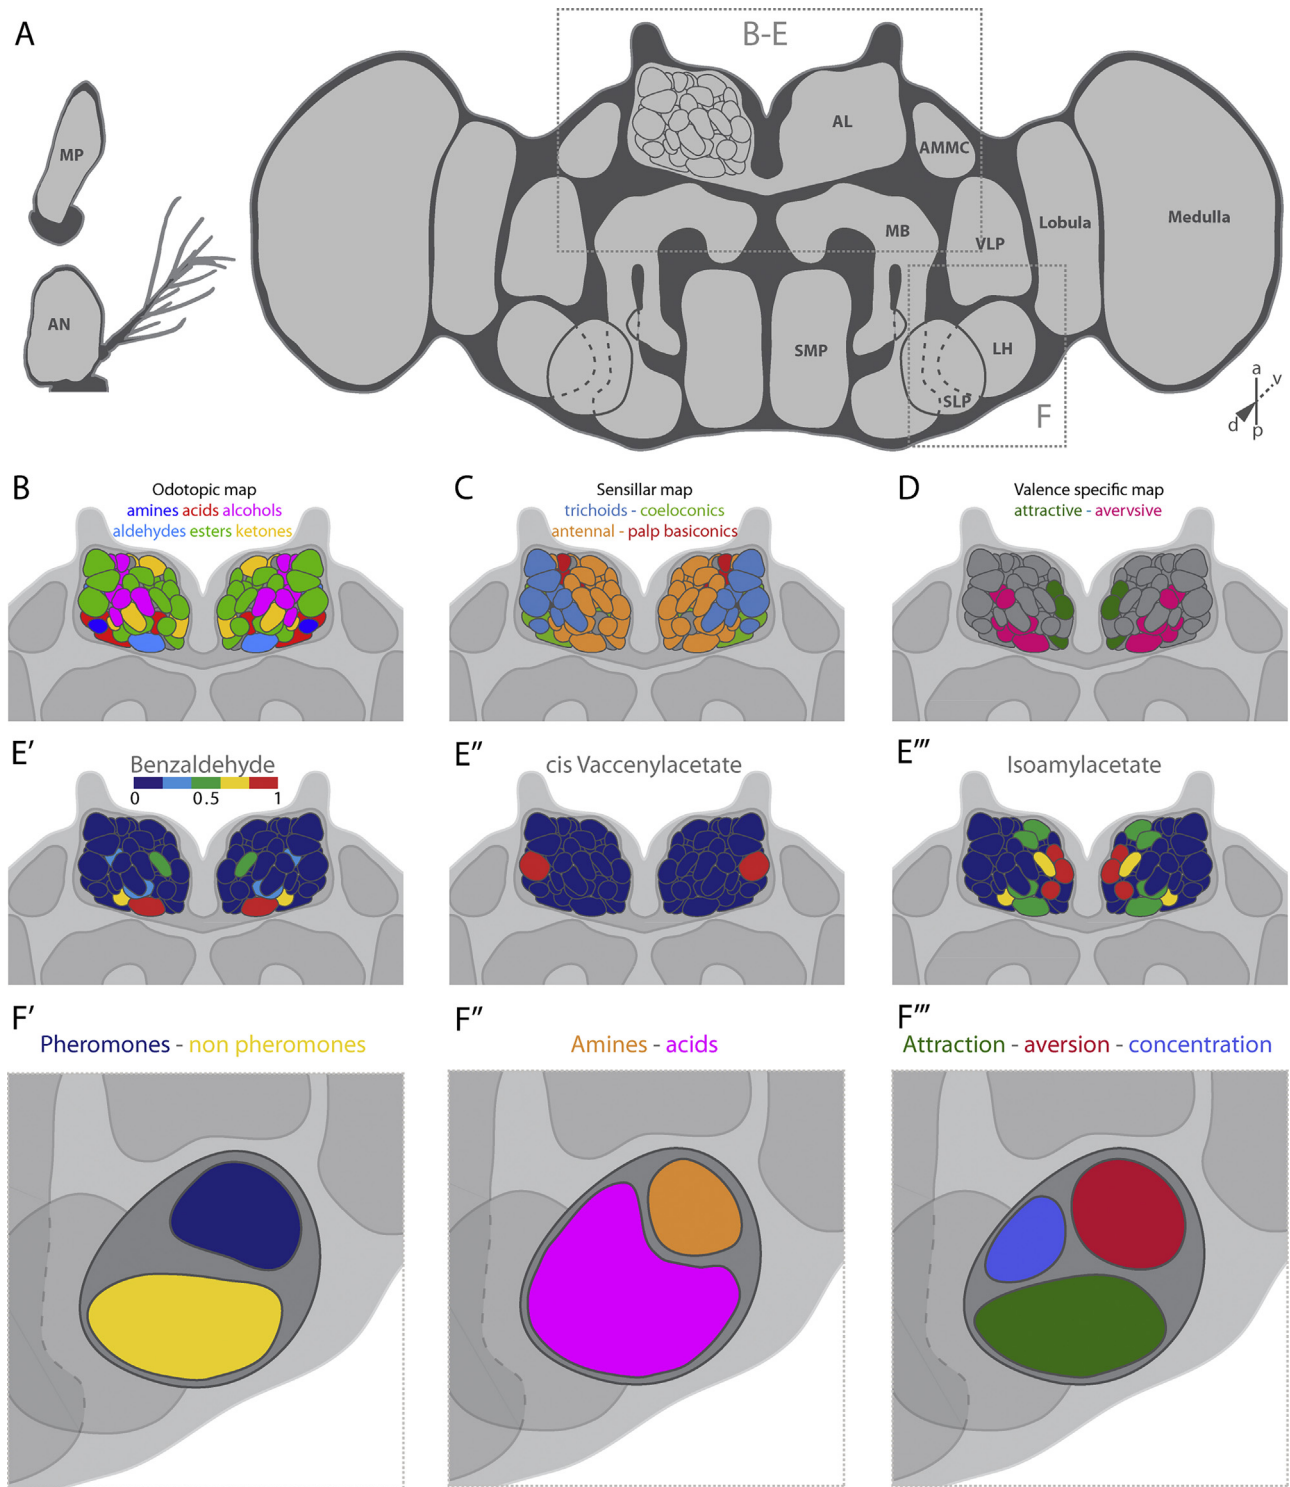 A
B-E
MP
AL
AMMC
MB
VLP
Lobula
Medulla
AN
SMP
LH
SLP
F
a
v
d
p
B
Odotopic map
amines acids alcohols
aldehydes esters ketones
C
Sensillar map
trichoids - coeloconics
antennal - palp basiconics
D
Valence specific map
attractive - avervsive
E'
Benzaldehyde
0 0.5 1
E''
cis Vaccenylacetate
E'''
Isoamylacetate
F'
Pheromones - non pheromones
F''
Amines - acids
F'''
Attraction - aversion - concentration